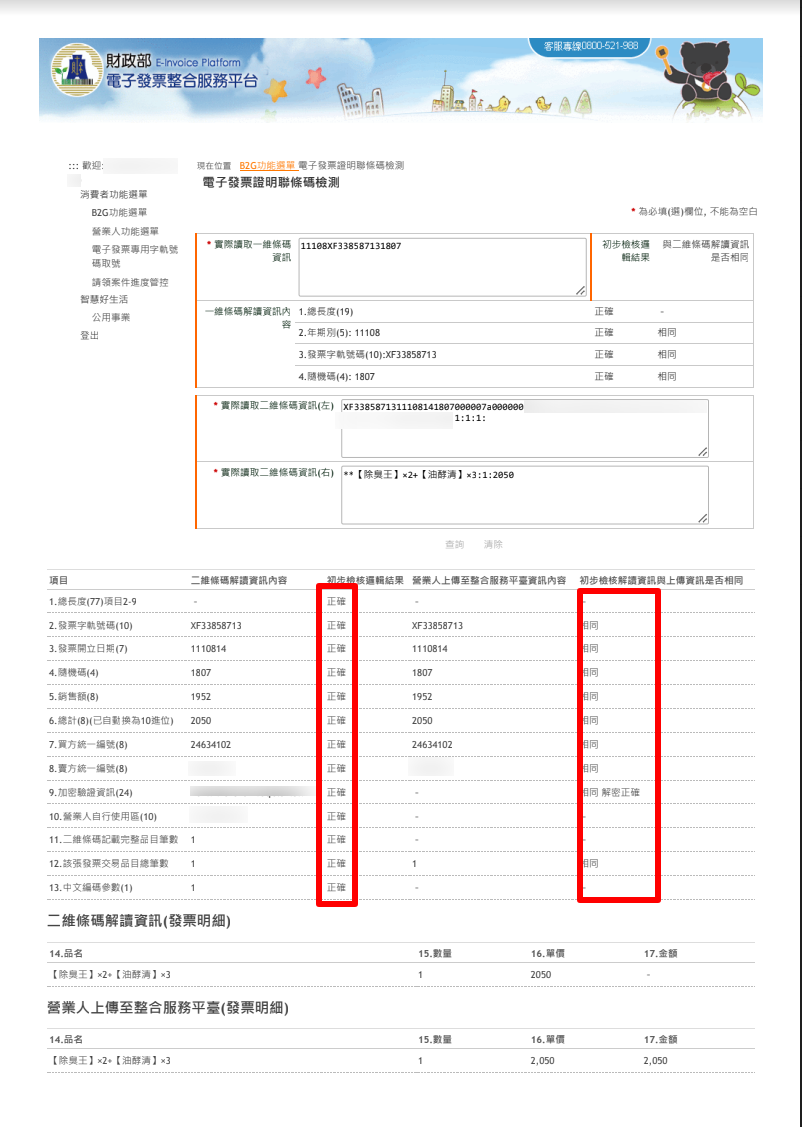 客服專線0800-521-988
財政部 E-Invoice Platform
電子發票整合服務平台
::: 歡迎:
現在位置 B2G功能選單 電子發票證明聯條碼檢測
電子發票證明聯條碼檢測
消費者功能選單
B2G功能選單
營業人功能選單
電子發票專用字軌號碼取號
請領案件進度管控
智慧好生活
公用事業
登出
* 為必填(選)欄位, 不能為空白
* 實際讀取一維條碼資訊 11108XF338587131807 初步檢核邏輯結果 與二維條碼解讀資訊是否相同
一維條碼解讀資訊內容 1.總長度(19) 正確 -
2.年期別(5): 11108 正確 相同
3.發票字軌號碼(10):XF33858713 正確 相同
4.隨機碼(4): 1807 正確 相同
* 實際讀取二維條碼資訊(左) XF338587131110814180700007a000000
1:1:1:
* 實際讀取二維條碼資訊(右) **【除臭王】×2+【油酵清】×3:1:2050
查詢 清除
項目 二維條碼解讀資訊內容 初步檢核邏輯結果 營業人上傳至整合服務平臺資訊內容 初步檢核解讀資訊與上傳資訊是否相同
1.總長度(77)項目2-9 - 正確 - -
2.發票字軌號碼(10) XF33858713 正確 XF33858713 相同
3.發票開立日期(7) 1110814 正確 1110814 相同
4.隨機碼(4) 1807 正確 1807 相同
5.銷售額(8) 1952 正確 1952 相同
6.總計(8)(已自動換為10進位) 2050 正確 2050 相同
7.買方統一編號(8) 24634102 正確 24634102 相同
8.賣方統一編號(8) 正確 相同
9.加密驗證資訊(24) 正確 - 相同 解密正確
10.營業人自行使用區(10) 正確 - -
11.二維條碼記載完整品目筆數 1 正確 - -
12.該張發票交易品目總筆數 1 正確 1 相同
13.中文編碼參數(1) 1 正確 - -
二維條碼解讀資訊(發票明細)
14.品名 15.數量 16.單價 17.金額
【除臭王】×2+【油酵清】×3 1 2050 -
營業人上傳至整合服務平臺(發票明細)
14.品名 15.數量 16.單價 17.金額
【除臭王】×2+【油酵清】×3 1 2,050 2,050